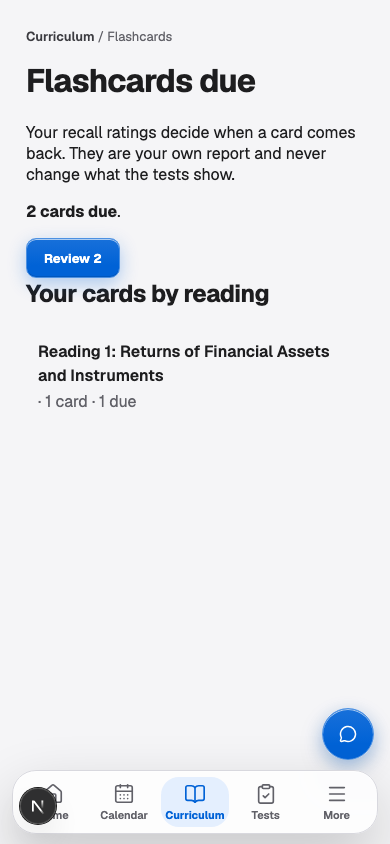 Curriculum / Flashcards
Flashcards due
Your recall ratings decide when a card comes
back. They are your own report and never
change what the tests show.
2 cards due.
Review 2
Your cards by reading
Reading 1: Returns of Financial Assets
and Instruments
· 1 card · 1 due
N
me
Calendar
Curriculum
Tests
More